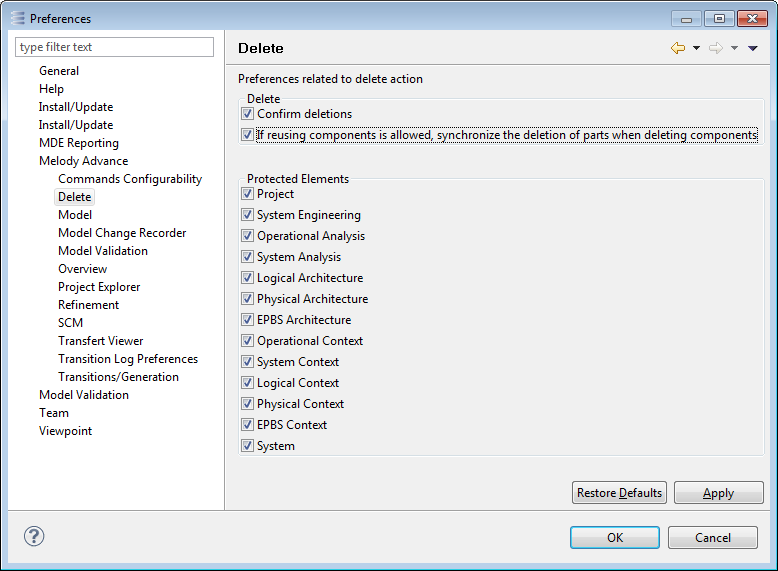 Preferences
type filter text
General
Help
Install/Update
Install/Update
MDE Reporting
Melody Advance
Commands Configurability
Delete
Model
Model Change Recorder
Model Validation
Overview
Project Explorer
Refinement
SCM
Transfert Viewer
Transition Log Preferences
Transitions/Generation
Model Validation
Team
Viewpoint
Delete
Preferences related to delete action
Delete
Confirm deletions
If reusing components is allowed, synchronize the deletion of parts when deleting components
Protected Elements
Project
System Engineering
Operational Analysis
System Analysis
Logical Architecture
Physical Architecture
EPBS Architecture
Operational Context
System Context
Logical Context
Physical Context
EPBS Context
System
Restore Defaults
Apply
?
OK
Cancel